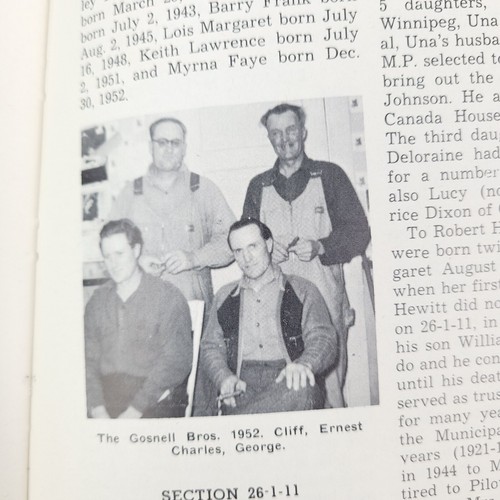 born March 2
born July 2, 1943, Barry Frank born
Aug. 2, 1945, Lois Margaret born July
16, 1948, Keith Lawrence born July
2, 1951, and Myrna Faye born Dec.
30, 1952.
The Gosnell Bros. 1952. Cliff, Ernest
Charles, George.
SECTION 26-1-11
5 daughters,
Winnipeg, Una
al, Una's husba
M.P. selected to
bring out the
Johnson. He a
Canada House
The third daug
Deloraine had
for a number
also Lucy (no
rice Dixon of
To Robert H
were born twi
garet August
when her first
Hewitt did no
on 26-1-11, in
his son Willia
do and he con
until his deat
served as trus
for many year
the Municipa
years (1921-1
in 1944 to M
tired to Pilo